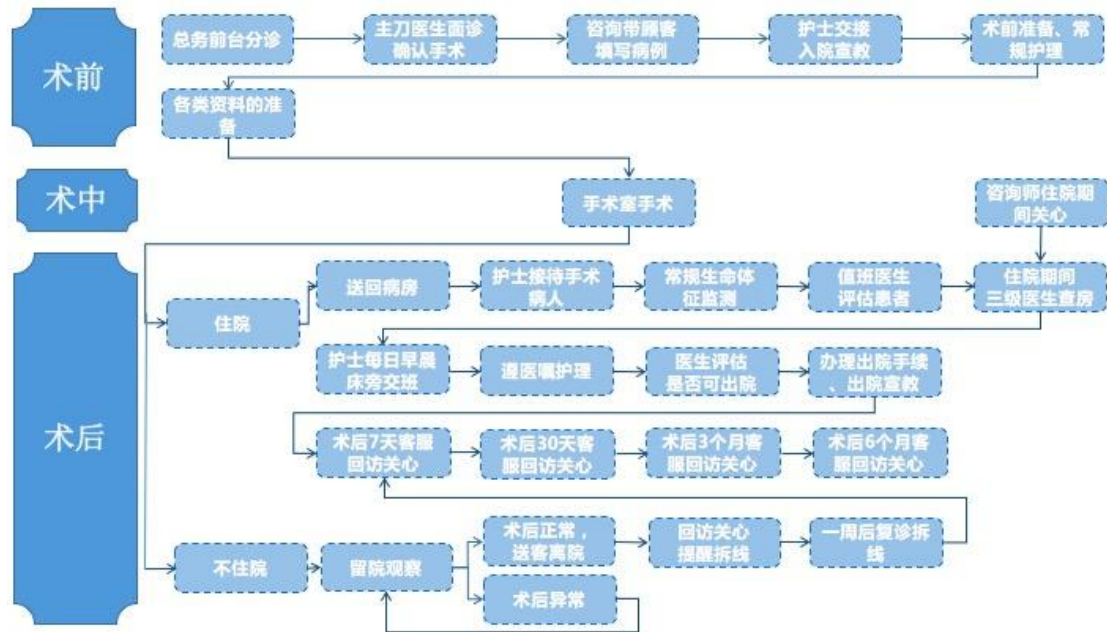 术前
总务前台分诊
主刀医生面诊
确认手术
咨询带顾客
填写病例
护士交接
入院宣教
术前准备、常
规护理
各类资料的准
备
术中
手术室手术
咨询师住院期
间关心
术后
住院
送回病房
护士接待手术
病人
常规生命体
征监测
值班医生
评估患者
住院期间
三级医生查房
护士每日早晨
床旁交班
遵医嘱护理
医生评估
是否可出院
办理出院手续
、出院宣教
术后7天客服
回访关心
术后30天客
服回访关心
术后3个月客
服回访关心
术后6个月客
服回访关心
不住院
留院观察
术后正常，
送客离院
回访关心
提醒拆线
一周后复诊拆
线
术后异常